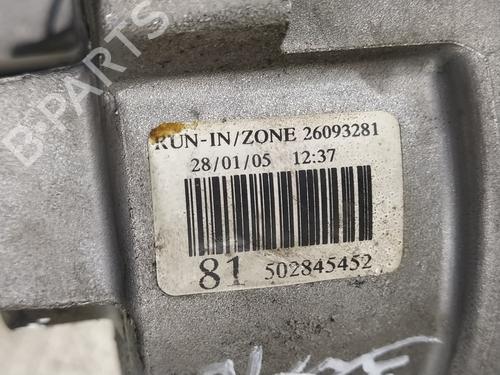 B-PARTS
RUN-IN/ZONE 26093281
28/01/05 12:37
81 502845452